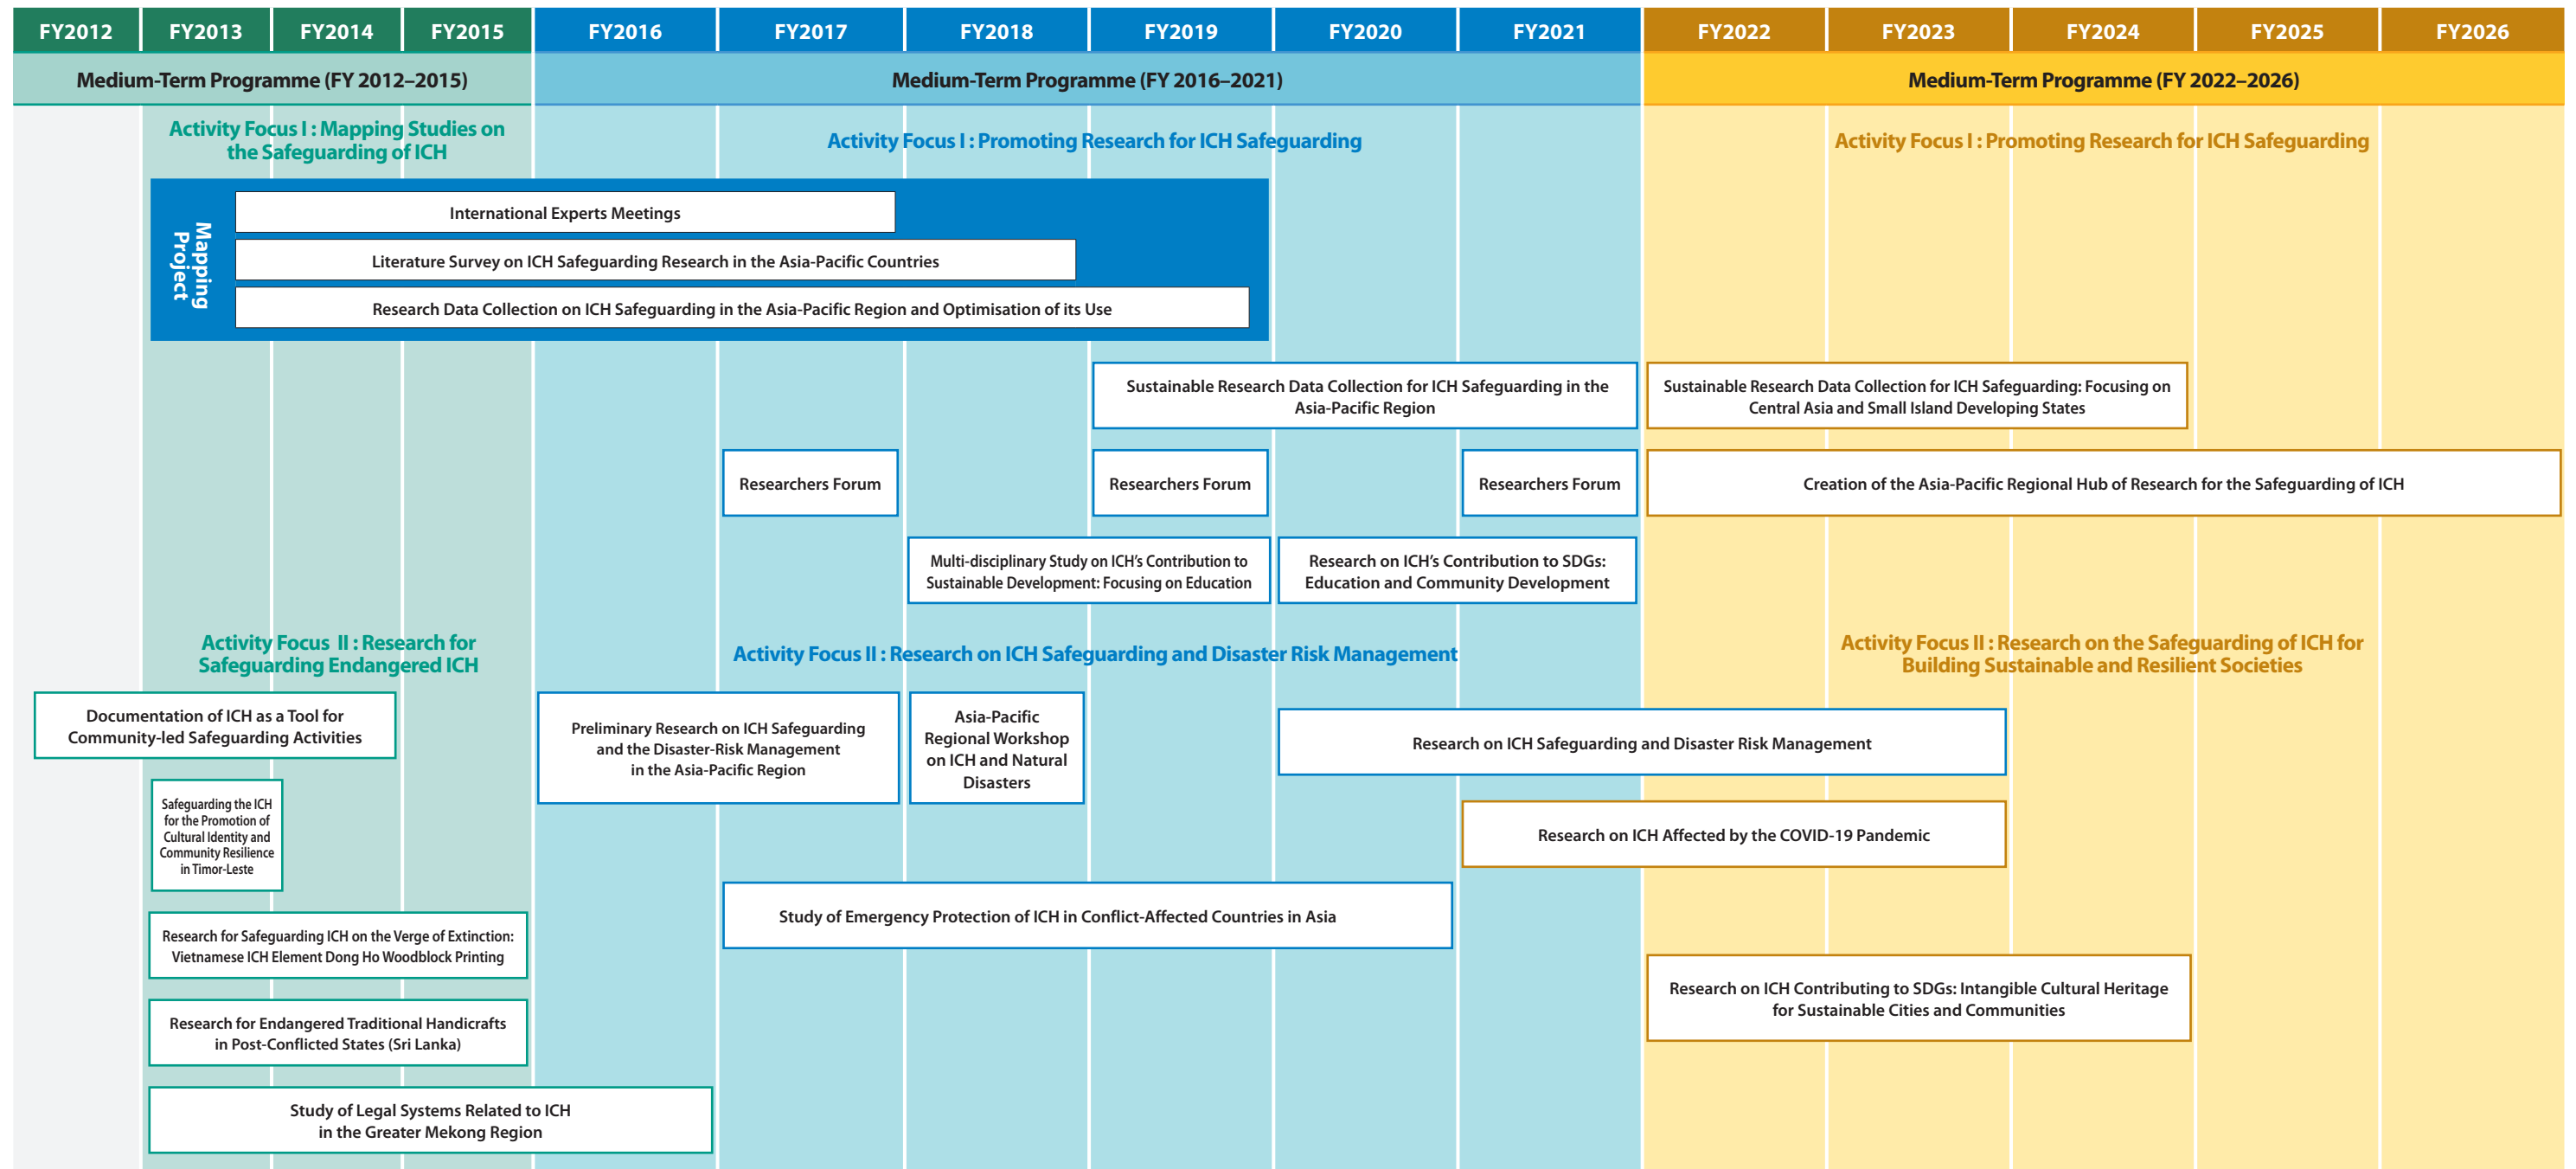 FY2012
FY2013
FY2014
FY2015
FY2016
FY2017
FY2018
FY2019
FY2020
FY2021
FY2022
FY2023
FY2024
FY2025
FY2026
Medium-Term Programme (FY 2012–2015)
Medium-Term Programme (FY 2016–2021)
Medium-Term Programme (FY 2022–2026)
Activity Focus I : Mapping Studies on
the Safeguarding of ICH
Activity Focus I : Promoting Research for ICH Safeguarding
Activity Focus I : Promoting Research for ICH Safeguarding
Mapping
Project
International Experts Meetings
Literature Survey on ICH Safeguarding Research in the Asia-Pacific Countries
Research Data Collection on ICH Safeguarding in the Asia-Pacific Region and Optimisation of its Use
Sustainable Research Data Collection for ICH Safeguarding in the
Asia-Pacific Region
Sustainable Research Data Collection for ICH Safeguarding: Focusing on
Central Asia and Small Island Developing States
Researchers Forum
Researchers Forum
Researchers Forum
Creation of the Asia-Pacific Regional Hub of Research for the Safeguarding of ICH
Multi-disciplinary Study on ICH’s Contribution to
Sustainable Development: Focusing on Education
Research on ICH’s Contribution to SDGs:
Education and Community Development
Activity Focus II : Research for
Safeguarding Endangered ICH
Activity Focus II : Research on ICH Safeguarding and Disaster Risk Management
Activity Focus II : Research on the Safeguarding of ICH for
Building Sustainable and Resilient Societies
Documentation of ICH as a Tool for
Community-led Safeguarding Activities
Preliminary Research on ICH Safeguarding
and the Disaster-Risk Management
in the Asia-Pacific Region
Asia-Pacific
Regional Workshop
on ICH and Natural
Disasters
Research on ICH Safeguarding and Disaster Risk Management
Safeguarding the ICH
for the Promotion of
Cultural Identity and
Community Resilience
in Timor-Leste
Research on ICH Affected by the COVID-19 Pandemic
Study of Emergency Protection of ICH in Conflict-Affected Countries in Asia
Research for Safeguarding ICH on the Verge of Extinction:
Vietnamese ICH Element Dong Ho Woodblock Printing
Research on ICH Contributing to SDGs: Intangible Cultural Heritage
for Sustainable Cities and Communities
Research for Endangered Traditional Handicrafts
in Post-Conflicted States (Sri Lanka)
Study of Legal Systems Related to ICH
in the Greater Mekong Region